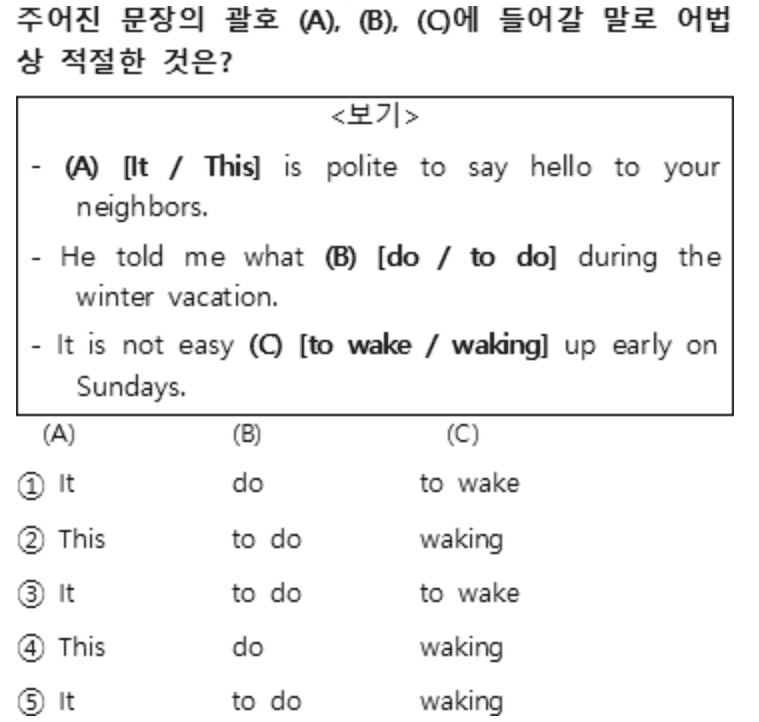 주어진 문장의 괄호 (A), (B), (C)에 들어갈 말로 어법
상 적절한 것은?
<보기>
- (A) [It / This] is polite to say hello to your
neighbors.
- He told me what (B) [do / to do] during the
winter vacation.
- It is not easy (C) [to wake / waking] up early on
Sundays.
(A) (B) (C)
① It do to wake
② This to do waking
③ It to do to wake
④ This do waking
⑤ It to do waking